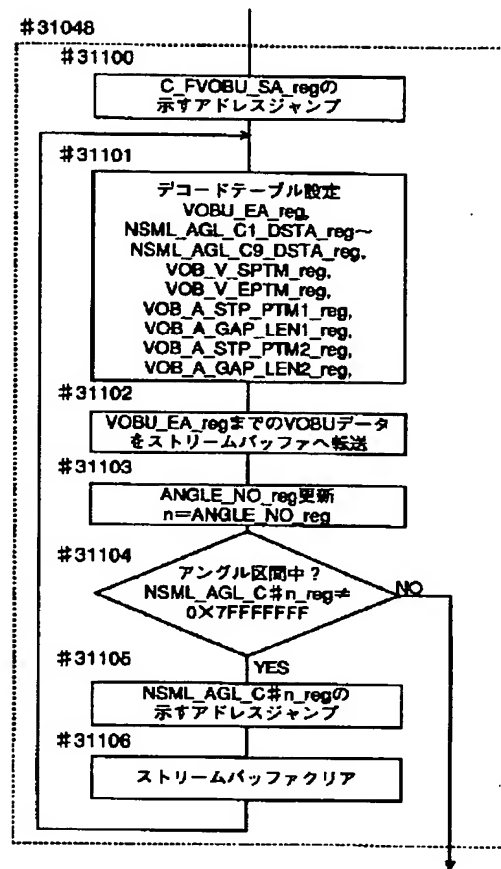 #31048
#31100
C_FVOBU_SA_regの
示すアドレスジャンプ
#31101
デコードテーブル設定
VOBU_EA_reg,
NSML_AGL_C1_DSTA_reg〜
NSML_AGL_C9_DSTA_reg,
VOB_V_SPTM_reg,
VOB_V_EPTM_reg,
VOB_A_STP_PTM1_reg,
VOB_A_GAP_LEN1_reg,
VOB_A_STP_PTM2_reg,
VOB_A_GAP_LEN2_reg,
#31102
VOBU_EA_regまでのVOBUデータ
をストリームバッファへ転送
#31103
ANGLE_NO_reg更新
n=ANGLE_NO_reg
#31104
アングル区間中?
NSML_AGL_C#n_reg≠
0×7FFFFFFF
NO
YES
#31105
NSML_AGL_C#n_regの
示すアドレスジャンプ
#31106
ストリームバッファクリア